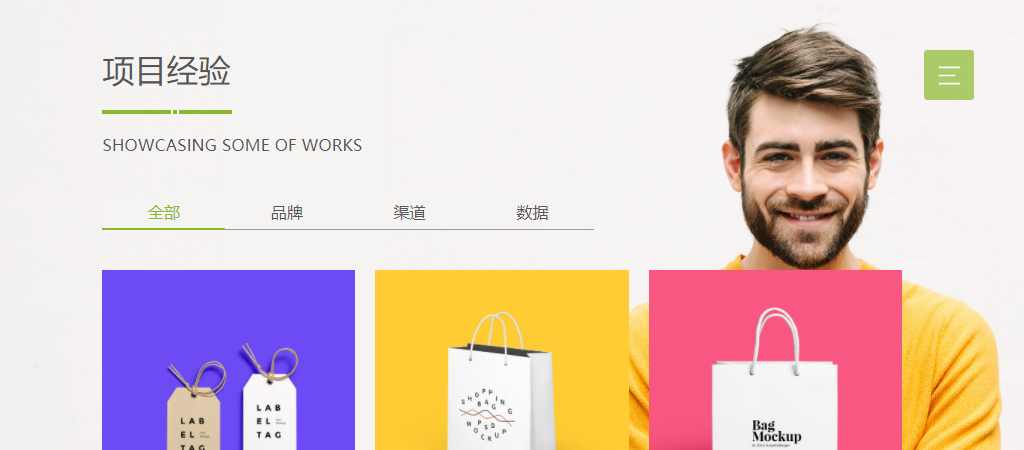 项目经验
SHOWCASING SOME OF WORKS
全部
品牌
渠道
数据
LAB
EL
TAG
LAB
EL
TAG
SHOPPING
BAG
PSD
MOCKUP
Bag
Mockup